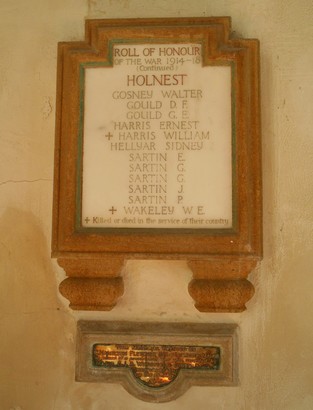 ROLL OF HONOUR
OF THE WAR 1914-18
(Continued)
HOLNEST
GOSNEY WALTER
GOULD D. F.
GOULD G. E.
HARRIS ERNEST
+ HARRIS WILLIAM
HELLYAR SIDNEY
SARTIN E.
SARTIN G.
SARTIN G.
SARTIN J.
SARTIN P.
+ WAKELEY W. E.
+ Killed or died in the service of their country